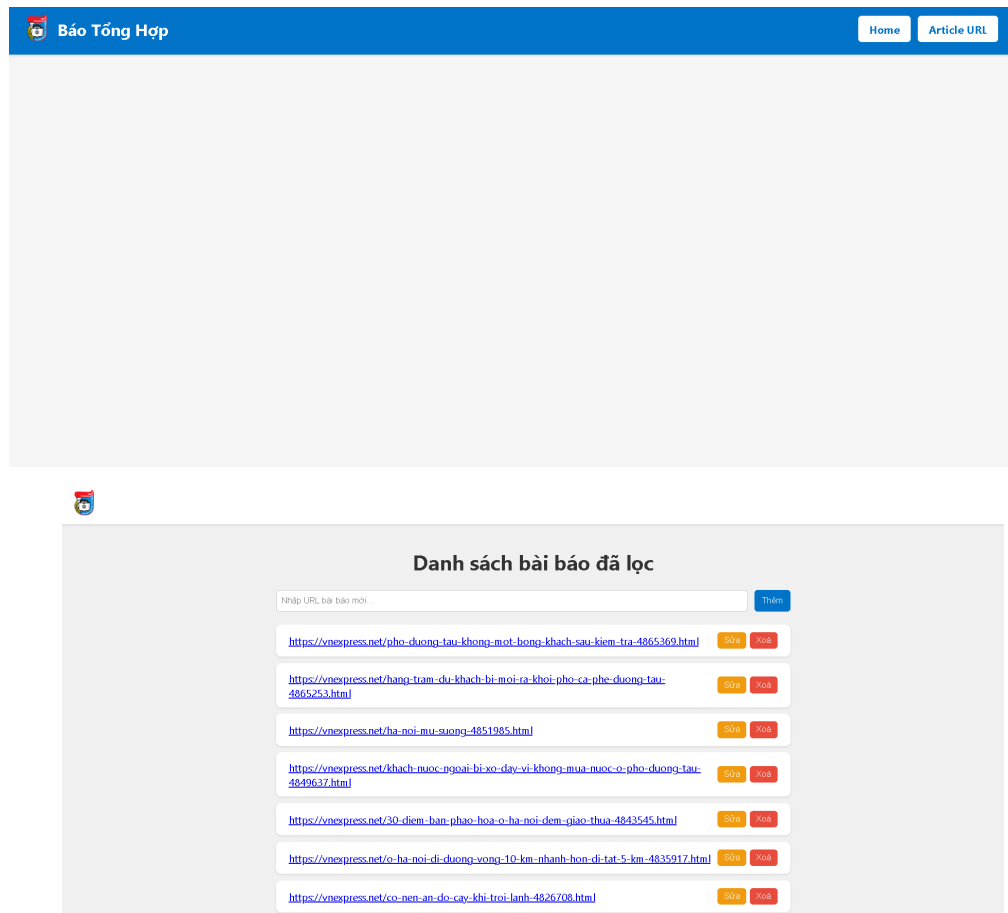 Báo Tổng Hợp
Home
Article URL
Danh sách bài báo đã lọc
Nhập URL bài báo mới...
Thêm
https://vnexpress.net/pho-duong-tau-khong-mot-bong-khach-sau-kiem-tra-4865369.html
Sửa
Xoá
https://vnexpress.net/hang-tram-du-khach-bi-moi-ra-khoi-pho-ca-phe-duong-tau-
4865253.html
Sửa
Xoá
https://vnexpress.net/ha-noi-mu-suong-4851985.html
Sửa
Xoá
https://vnexpress.net/khach-nuoc-ngoai-bi-xo-day-vi-khong-mua-nuoc-o-pho-duong-tau-
4849637.html
Sửa
Xoá
https://vnexpress.net/30-diem-ban-phao-hoa-o-ha-noi-dem-giao-thua-4843545.html
Sửa
Xoá
https://vnexpress.net/o-ha-noi-di-duong-vong-10-km-nhanh-hon-di-tat-5-km-4835917.html
Sửa
Xoá
https://vnexpress.net/co-nen-an-do-cay-khi-troi-lanh-4826708.html
Sửa
Xoá